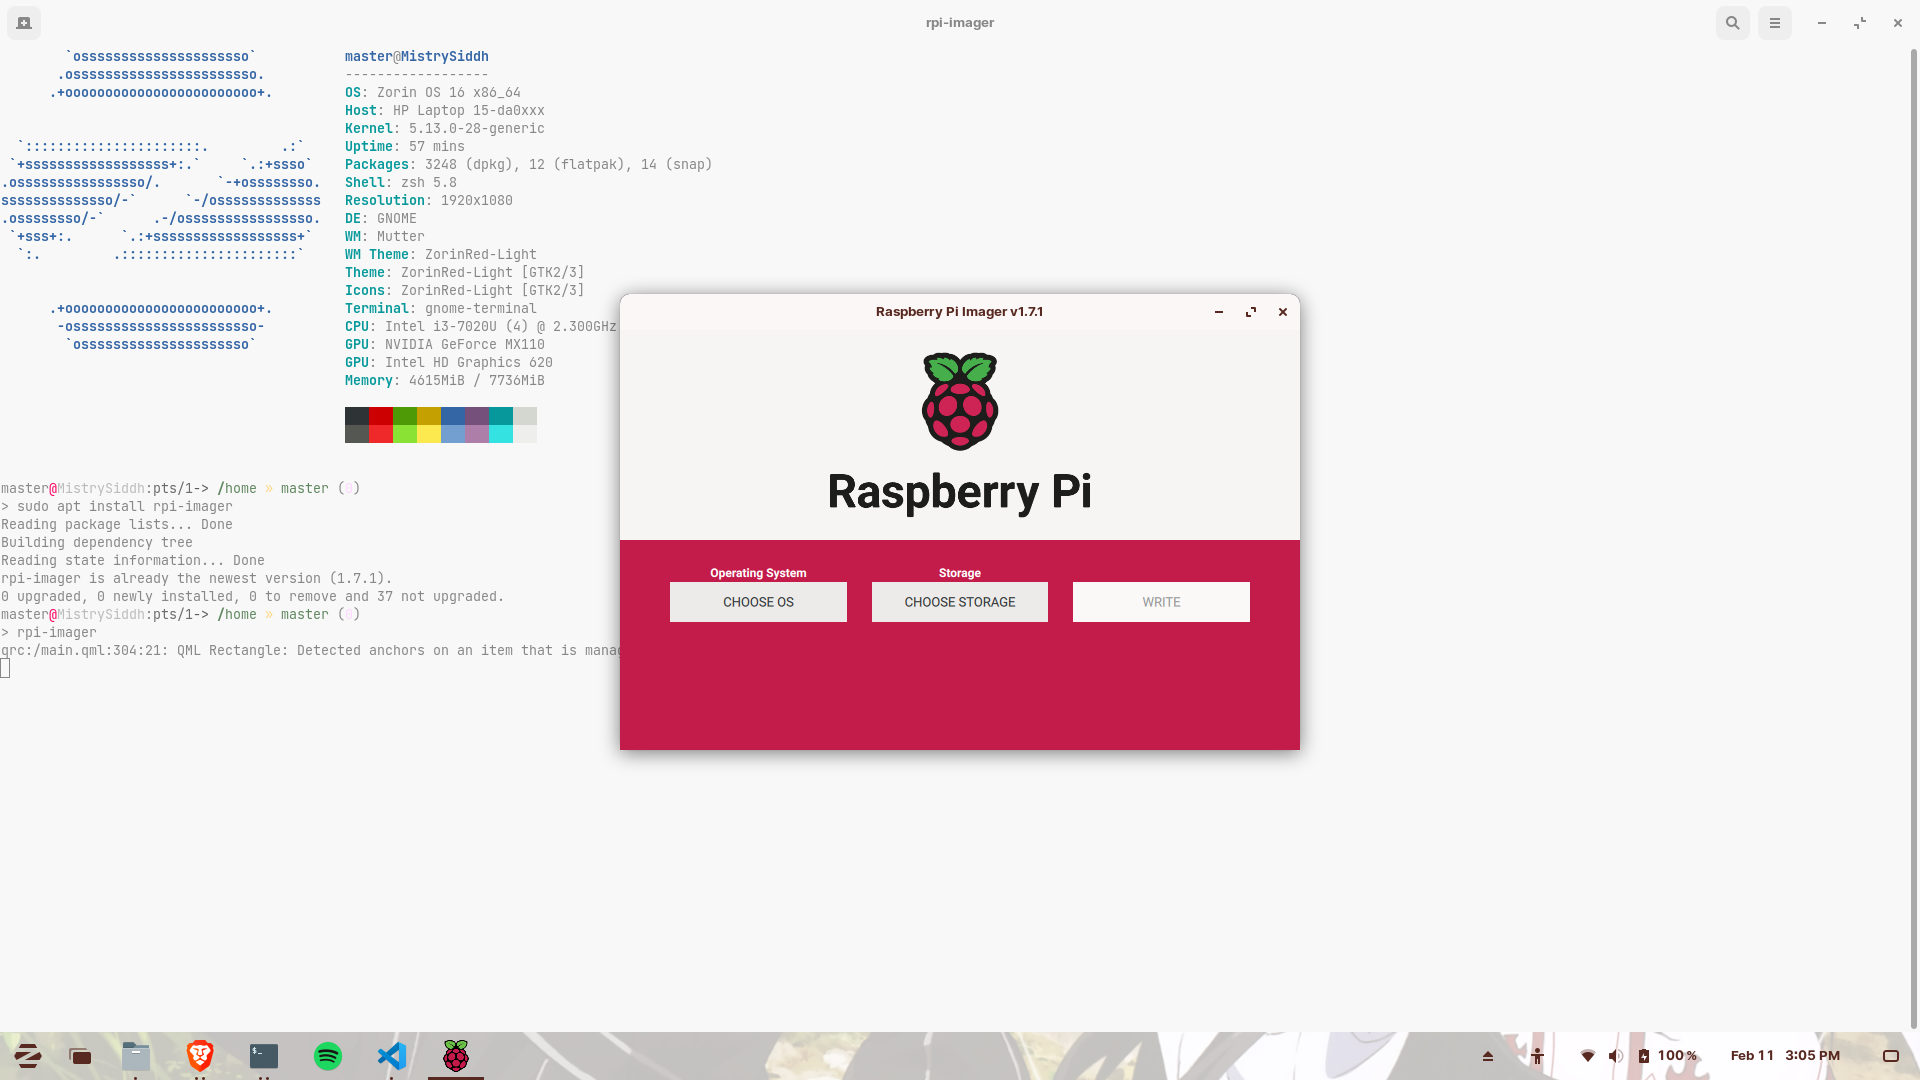 rpi-imager
`osssssssssssssssssssssso`
.osssssssssssssssssssssssso.
.+oooooooooooooooooooooooooo+.
`::::::::::::::::::::::. .:`
`+ssssssssssssssssss+:.` `.:+ssso`
.ossssssssssssssso/. `-+ossssssso.
ssssssssssssso/-` `-/osssssssssssss
.ossssssso/-` .-/ossssssssssssssso.
`+sss+:. `.:+ssssssssssssssssss+`
`:. .::::::::::::::::::::::`
.+oooooooooooooooooooooooooo+.
-osssssssssssssssssssssssso-
`osssssssssssssssssssssso`
master@MistrySiddh
------------------
OS: Zorin OS 16 x86_64
Host: HP Laptop 15-da0xxx
Kernel: 5.13.0-28-generic
Uptime: 57 mins
Packages: 3248 (dpkg), 12 (flatpak), 14 (snap)
Shell: zsh 5.8
Resolution: 1920x1080
DE: GNOME
WM: Mutter
WM Theme: ZorinRed-Light
Theme: ZorinRed-Light [GTK2/3]
Icons: ZorinRed-Light [GTK2/3]
Terminal: gnome-terminal
CPU: Intel i3-7020U (4) @ 2.300GHz
GPU: NVIDIA GeForce MX110
GPU: Intel HD Graphics 620
Memory: 4615MiB / 7736MiB
master@MistrySiddh:pts/1-> /home » master (0)
> sudo apt install rpi-imager
Reading package lists... Done
Building dependency tree
Reading state information... Done
rpi-imager is already the newest version (1.7.1).
0 upgraded, 0 newly installed, 0 to remove and 37 not upgraded.
master@MistrySiddh:pts/1-> /home » master (0)
> rpi-imager
qrc:/main.qml:304:21: QML Rectangle: Detected anchors on an item that is
Raspberry Pi Imager v1.7.1
Raspberry Pi
Operating System
CHOOSE OS
Storage
CHOOSE STORAGE
WRITE
100%
Feb 11 3:05 PM